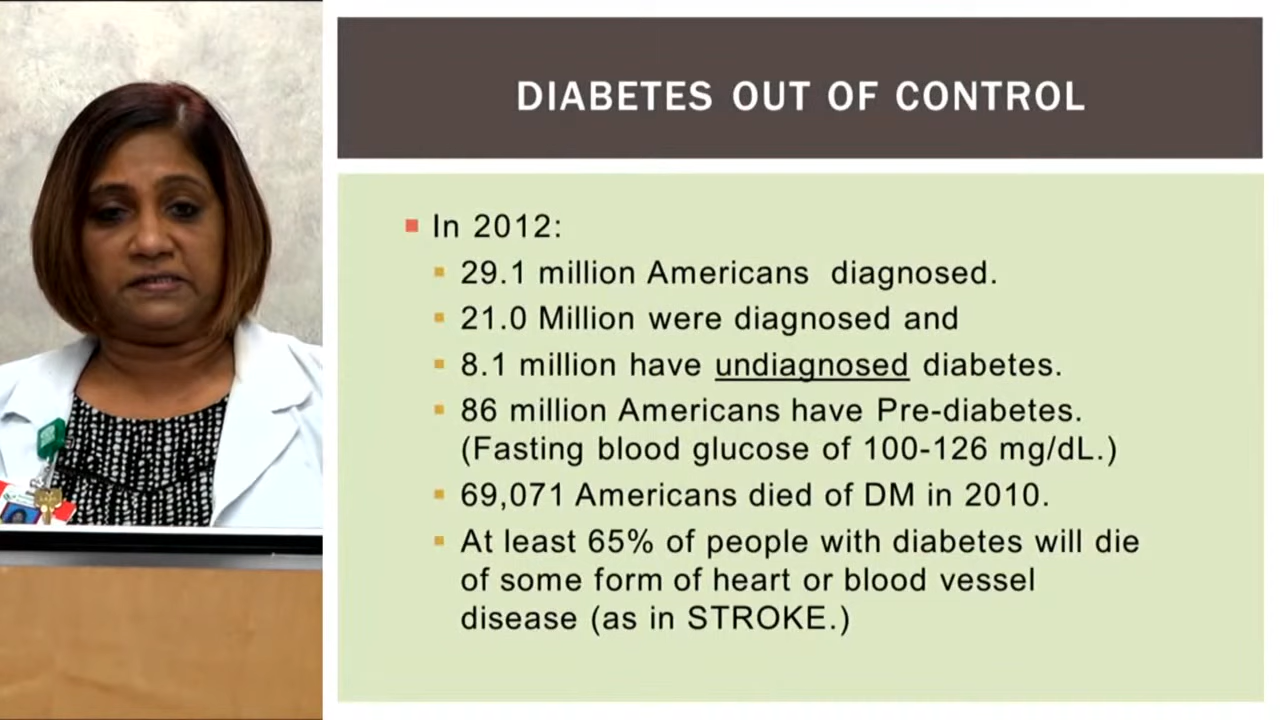 DIABETES OUT OF CONTROL
In 2012:
29.1 million Americans diagnosed.
21.0 Million were diagnosed and
8.1 million have undiagnosed diabetes.
86 million Americans have Pre-diabetes.
(Fasting blood glucose of 100-126 mg/dL.)
69,071 Americans died of DM in 2010.
At least 65% of people with diabetes will die
of some form of heart or blood vessel
disease (as in STROKE.)